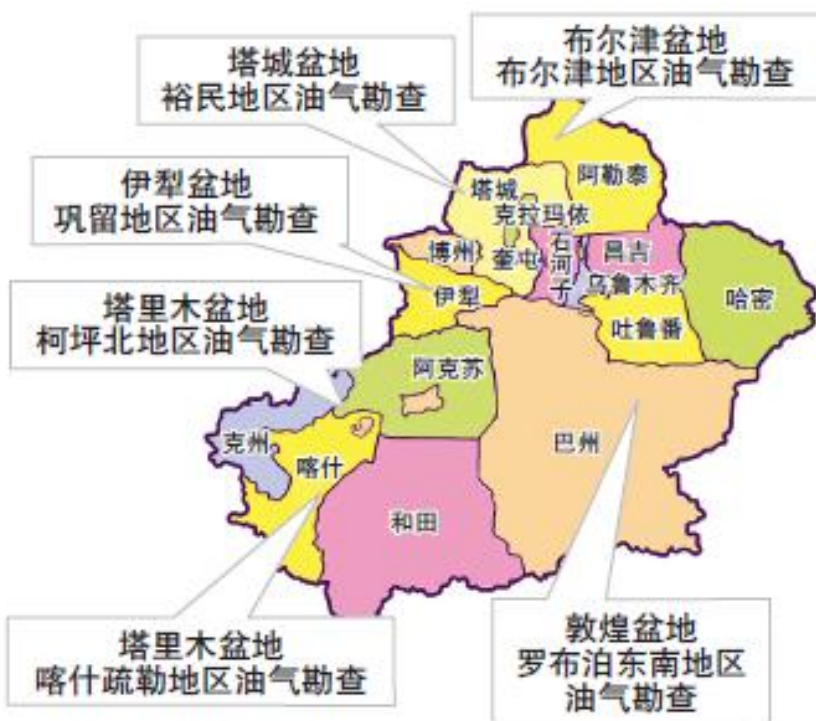 塔城盆地
裕民地区油气勘查
布尔津盆地
布尔津地区油气勘查
伊犁盆地
巩留地区油气勘查
塔里木盆地
柯坪北地区油气勘查
阿勒泰
塔城
克拉玛依
博州
奎屯
石河子
昌吉
乌鲁木齐
伊犁
吐鲁番
哈密
阿克苏
克州
喀什
巴州
和田
塔里木盆地
喀什疏勒地区油气勘查
敦煌盆地
罗布泊东南地区
油气勘查